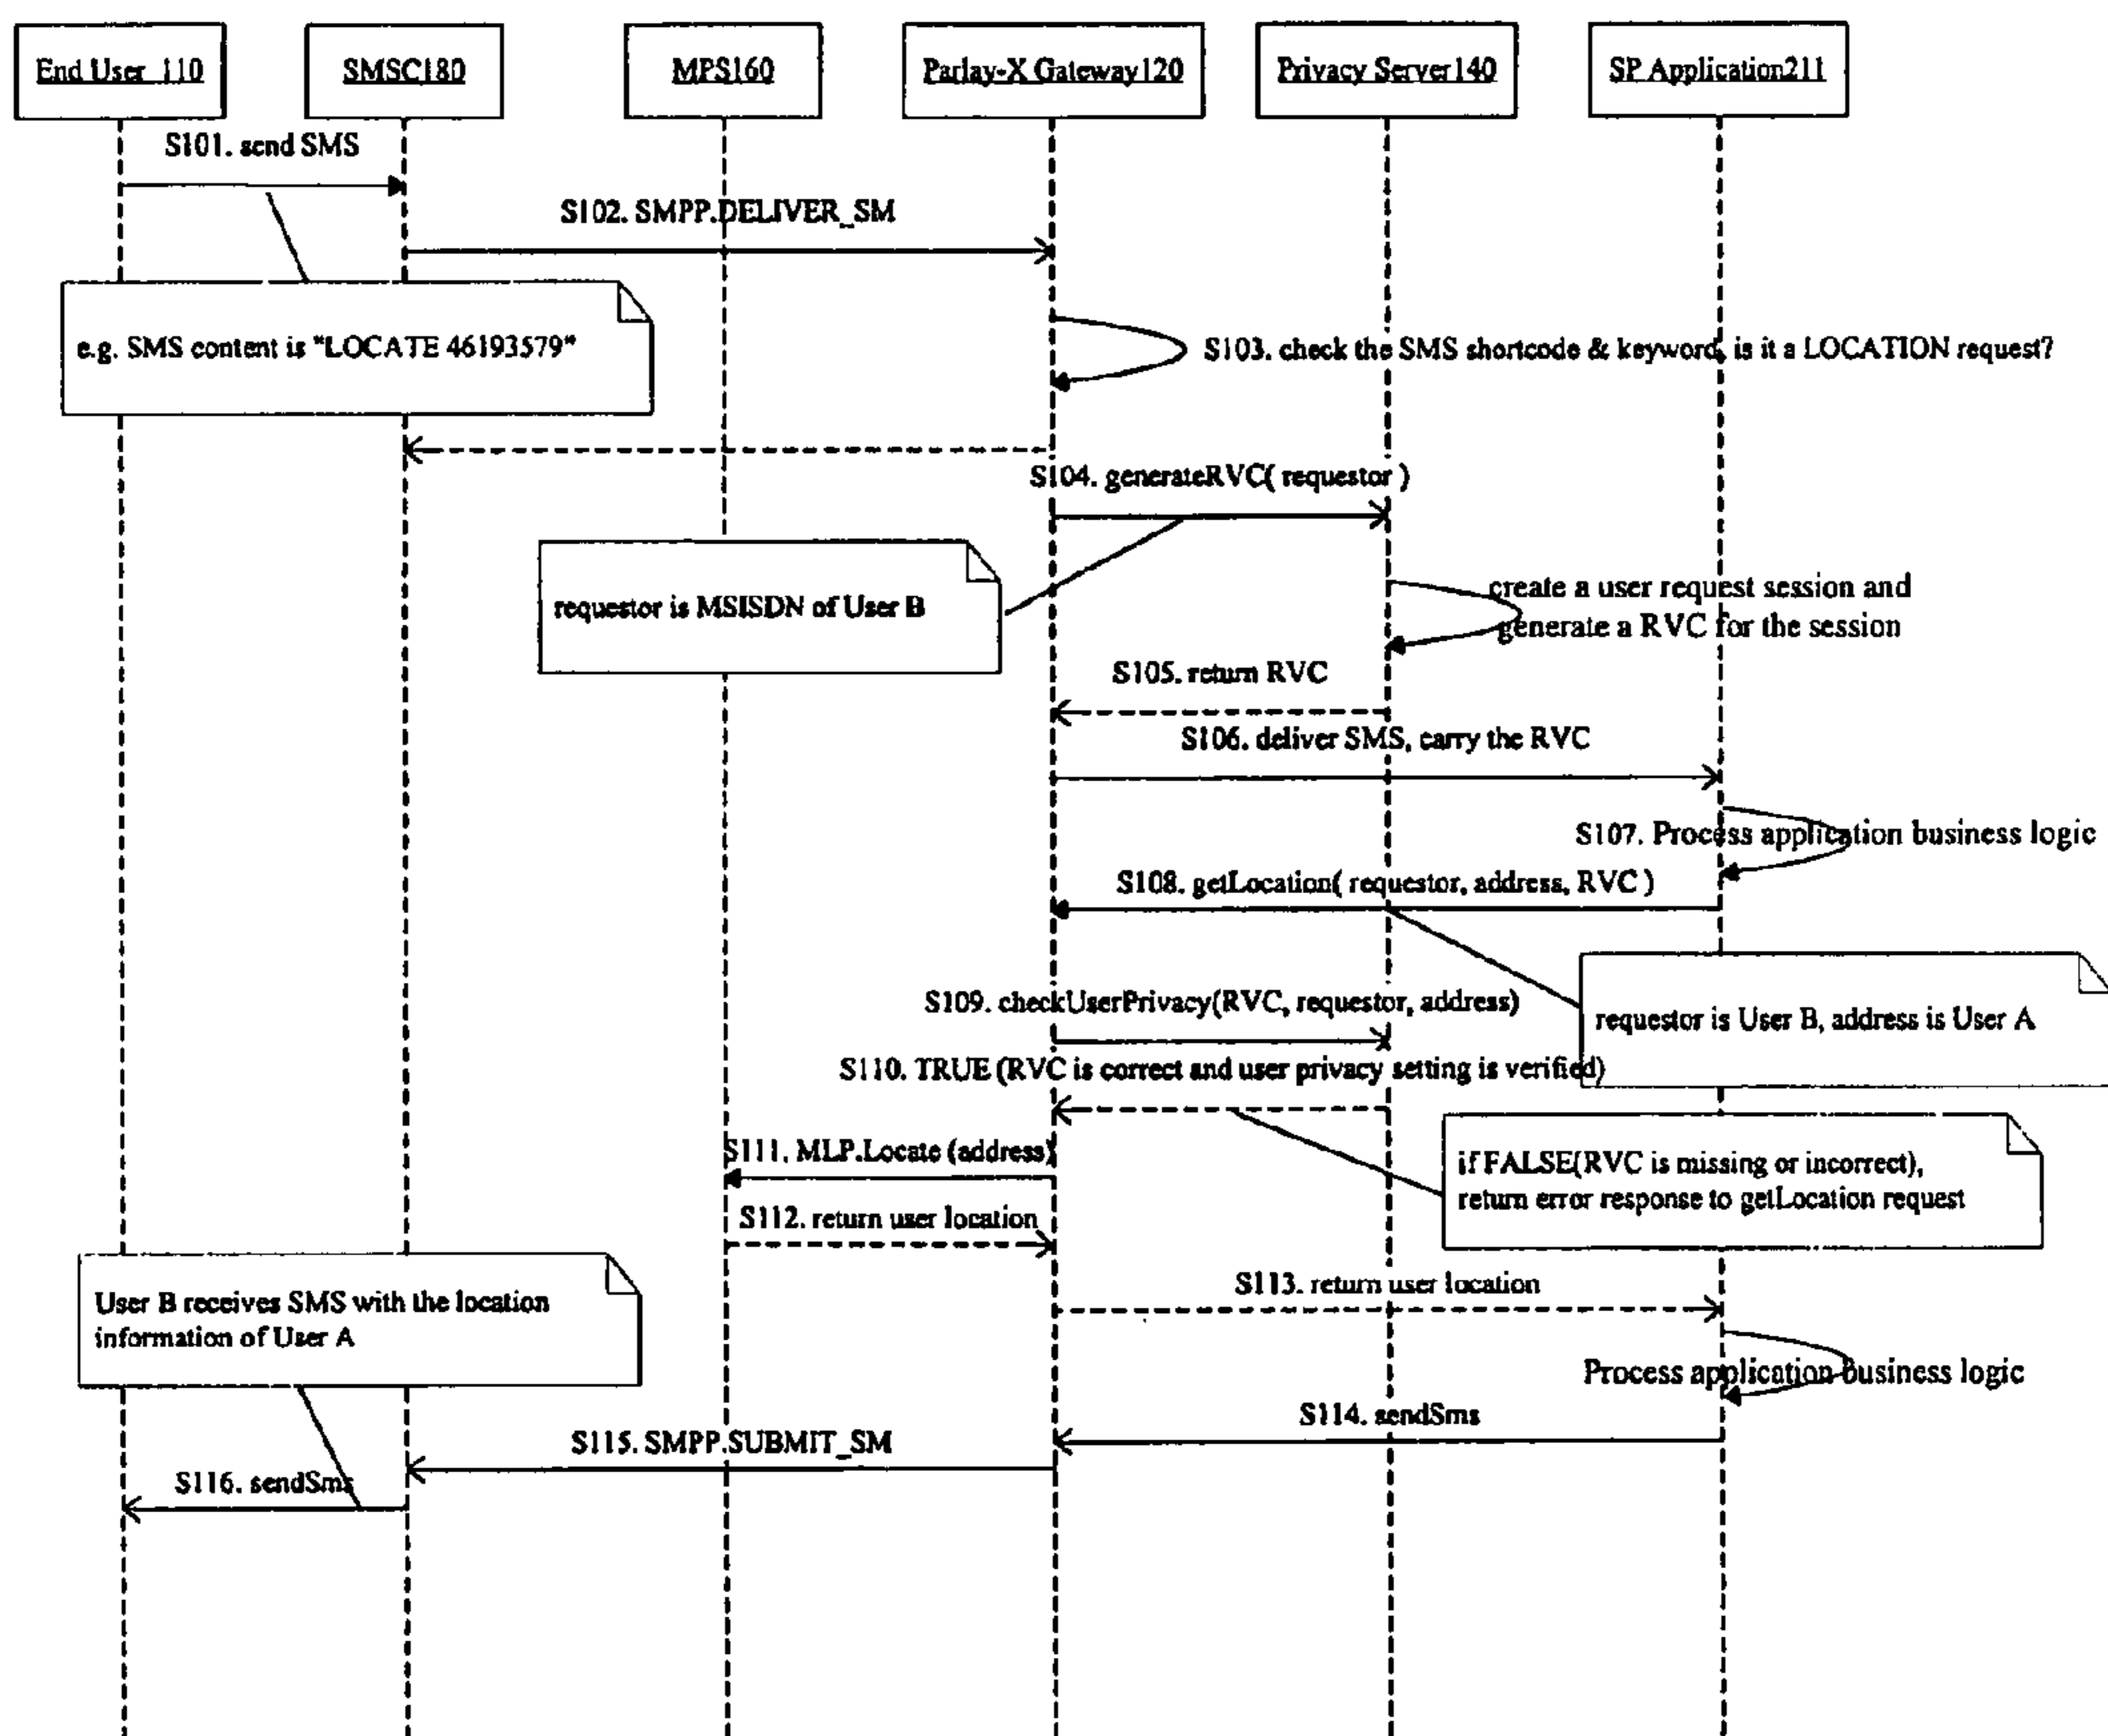 End User 110
SMSC180
MPS160
Parlay-X Gateway120
Privacy Server140
SP Application211
S101. send SMS
S102. SMPP.DELIVER_SM
e.g. SMS content is "LOCATE 46193579"
S103. check the SMS shortcode & keyword, is it a LOCATION request?
S104. generateRVC( requestor )
requestor is MSISDN of User B
create a user request session and
generate a RVC for the session
S105. return RVC
S106. deliver SMS, carry the RVC
S107. Process application business logic
S108. getLocation( requestor, address, RVC )
S109. checkUserPrivacy(RVC, requestor, address)
requestor is User B, address is User A
S110. TRUE (RVC is correct and user privacy setting is verified)
S111. MLP.Locate (address)
if FALSE(RVC is missing or incorrect),
return error response to getLocation request
S112. return user location
S113. return user location
User B receives SMS with the location
information of User A
Process application business logic
S114. sendSms
S115. SMPP.SUBMIT_SM
S116. sendSms